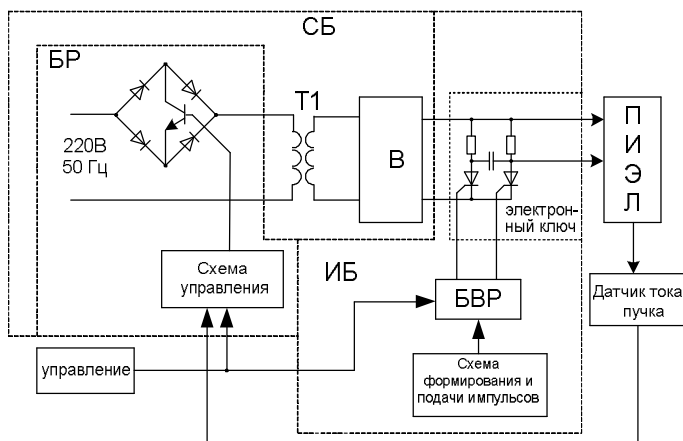 СБ
БР
Т1
220В
50 Гц
В
П
И
Э
Л
электрон-
ный ключ
Схема
управления
ИБ
БВР
Датчик тока
пучка
управление
Схема
формирования и
подачи импульсов